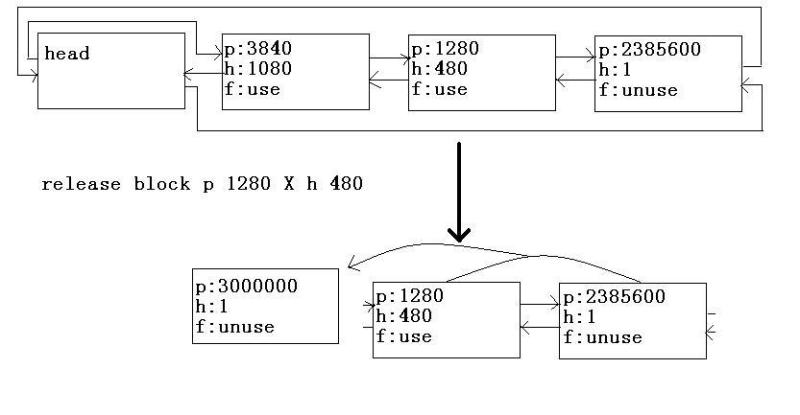 head
p:3840
h:1080
f:use
p:1280
h:480
f:use
p:2385600
h:1
f:unuse
release block p 1280 X h 480
p:3000000
h:1
f:unuse
p:1280
h:480
f:use
p:2385600
h:1
f:unuse